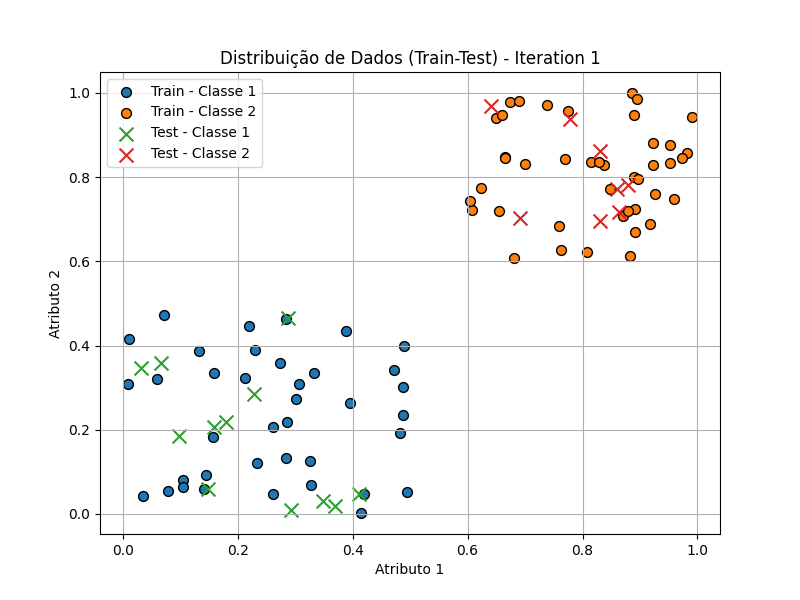 Distribuição de Dados (Train-Test) - Iteration 1
Train - Classe 1
Train - Classe 2
Test - Classe 1
Test - Classe 2
Atributo 2
1.0
0.8
0.6
0.4
0.2
0.0
0.0 0.2 0.4 0.6 0.8 1.0
Atributo 1